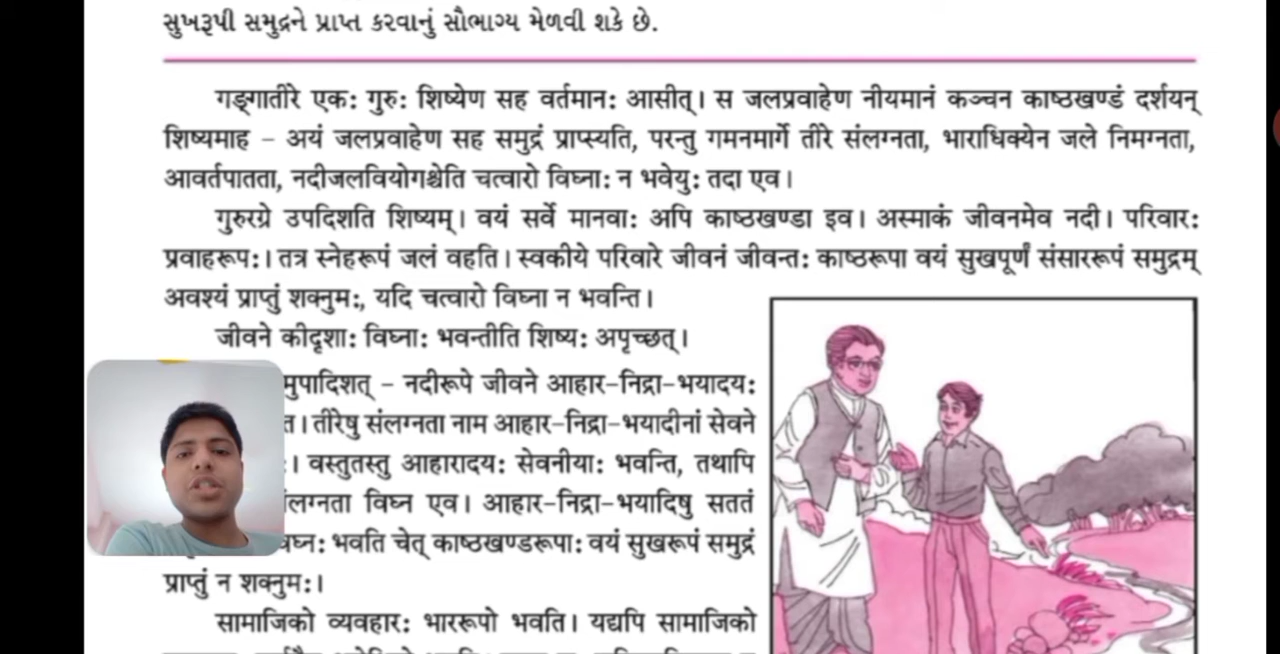 સુખરૂપી સમુદ્રને પ્રાપ્ત કરવાનું સૌભાગ્ય મેળવી શકે છે.
गङ्गातीरे एकः गुरुः शिष्येण सह वर्तमानः आसीत्। स जलप्रवाहेण नीयमानं कञ्चन काष्ठखण्डं दर्शयन्
शिष्यमाह – अयं जलप्रवाहेण सह समुद्रं प्राप्स्यति, परन्तु गमनमार्गे तीरे संलग्नता, भाराधिक्येन जले निमग्नता,
आवर्तपातता, नदीजलवियोगश्चेति चत्वारो विघ्नाः न भवेयुः तदा एव।
गुरुरग्रे उपदिशति शिष्यम्। वयं सर्वे मानवाः अपि काष्ठखण्डा इव। अस्माकं जीवनमेव नदी। परिवारः
प्रवाहरूपः। तत्र स्नेहरूपं जलं वहति। स्वकीये परिवारे जीवनं जीवन्तः काष्ठरूपा वयं सुखपूर्णं संसाररूपं समुद्रम्
अवश्यं प्राप्तुं शक्नुमः, यदि चत्वारो विघ्ना न भवन्ति।
जीवने कीदृशाः विघ्नाः भवन्तीति शिष्यः अपृच्छत्।
मुपादिशत् – नदीरूपे जीवने आहार-निद्रा-भयादयः
त। तीरेषु संलग्नता नाम आहार-निद्रा-भयादीनां सेवने
। वस्तुतस्तु आहारादयः सेवनीयाः भवन्ति, तथापि
लग्नता विघ्न एव। आहार-निद्रा-भयादिषु सततं
भवति चेत् काष्ठखण्डरूपाः वयं सुखरूपं समुद्रं
प्राप्तुं न शक्नुमः।
सामाजिको व्यवहारः भाररूपो भवति। यद्यपि सामाजिको